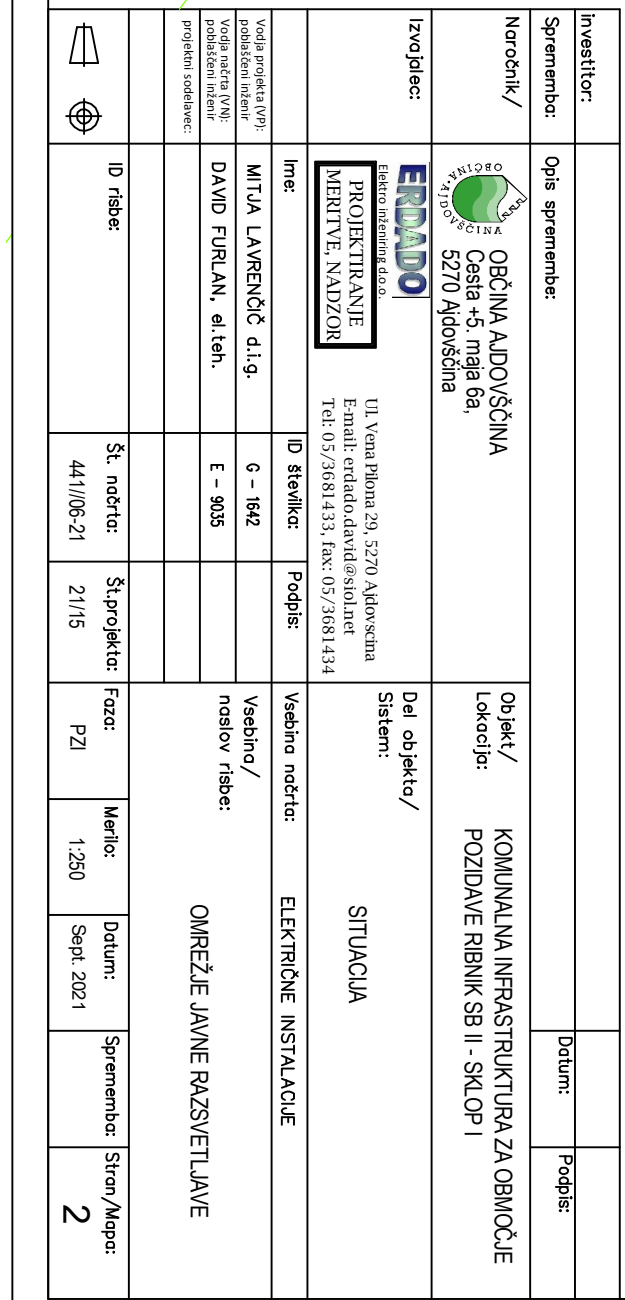 investitor:
Sprememba:
Opis spremembe:
Datum:
Podpis:
Naročnik/
OBČINA • AJDOVŠČINA
OBČINA AJDOVŠČINA
Cesta +5. maja 6a,
5270 Ajdovščina
Objekt/
Lokacija:
KOMUNALNA INFRASTRUKTURA ZA OBMOČJE
POZIDAVE RIBNIK SB II - SKLOP I
Izvajalec:
ERDADO
Elektro inženiring d.o.o.
PROJEKTIRANJE
MERITVE, NADZOR
Ul. Vena Pilona 29, 5270 Ajdovscina
E-mail: erdado.david@siol.net
Tel: 05/3681433, fax: 05/3681434
Del objekta/
Sistem:
SITUACIJA
Ime:
ID številka:
Podpis:
Vsebina načrta:
ELEKTRIČNE INSTALACIJE
Vodja projekta (VP):
poblaščeni inženir
MITJA LAVRENČIČ d.i.g.
G - 1642
Vodja načrta (VN):
poblaščeni inženir
DAVID FURLAN, el.teh.
E - 9035
projektni sodelavec:
Vsebina/
naslov risbe:
OMREŽJE JAVNE RAZSVETLJAVE
ID risbe:
Št. načrta:
441//06-21
Št.projekta:
21/15
Faza:
PZI
Merilo:
1:250
Datum:
Sept. 2021
Sprememba:
Stran/Mapa:
2